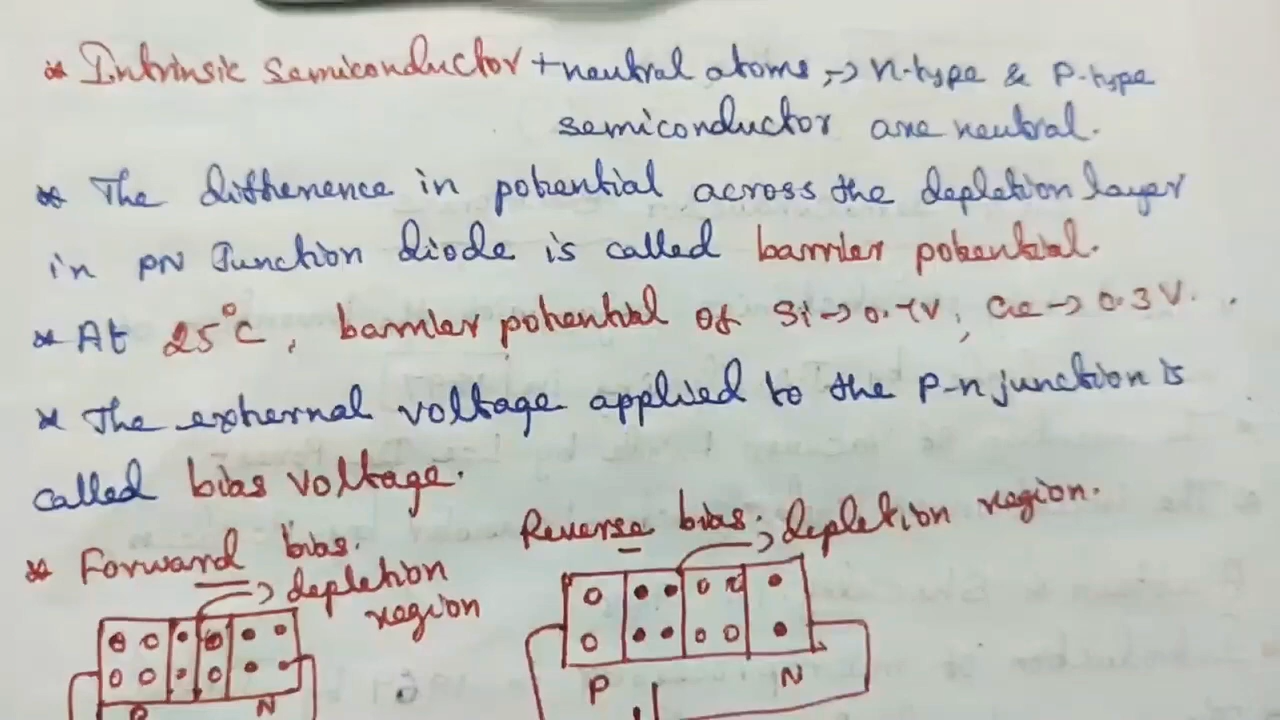 * Intrinsic semiconductor + neutral atoms, → n-type & P-type
semiconductor are neutral.
* The difference in potential across the depletion layer
in PN Junction diode is called barrier potential.
* At 25°C, barrier potential of Si → 0.7V; Ge → 0.3V.
* The external voltage applied to the P-n junction is
called bias voltage.
* Forward bias.
→ depletion
region
Reverse bias. → depletion region.
P N
P N